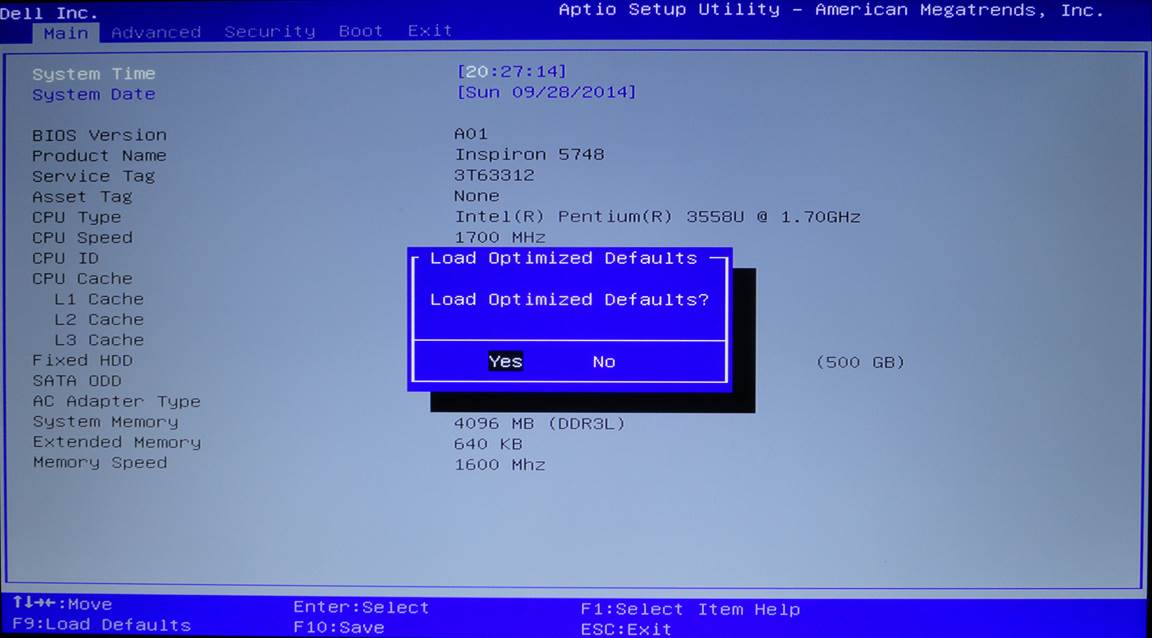 Dell Inc.
Aptio Setup Utility – American Megatrends, Inc.
Main Advanced Security Boot Exit
System Time [20:27:14]
System Date [Sun 09/28/2014]
BIOS Version A01
Product Name Inspiron 5748
Service Tag 3T63312
Asset Tag None
CPU Type Intel(R) Pentium(R) 3558U @ 1.70GHz
CPU Speed 1700 MHz
CPU ID
CPU Cache
L1 Cache
L2 Cache
L3 Cache
Fixed HDD (500 GB)
SATA ODD
AC Adapter Type
System Memory 4096 MB (DDR3L)
Extended Memory 640 KB
Memory Speed 1600 Mhz
Load Optimized Defaults
Load Optimized Defaults?
Yes No
↑↓→←:Move Enter:Select F1:Select Item Help
F9:Load Defaults F10:Save ESC:Exit